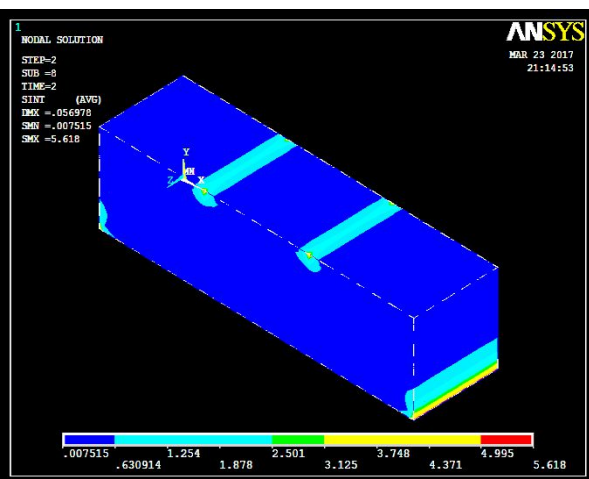 1
ANSYS
NODAL SOLUTION
MAR 23 2017
21:14:53
STEP=2
SUB =8
TIME=2
SINT (AVG)
DMX =.056978
SMN =.007515
SMX =5.618
Y
MN
Z X
.007515 1.254 2.501 3.748 4.995
.630914 1.878 3.125 4.371 5.618